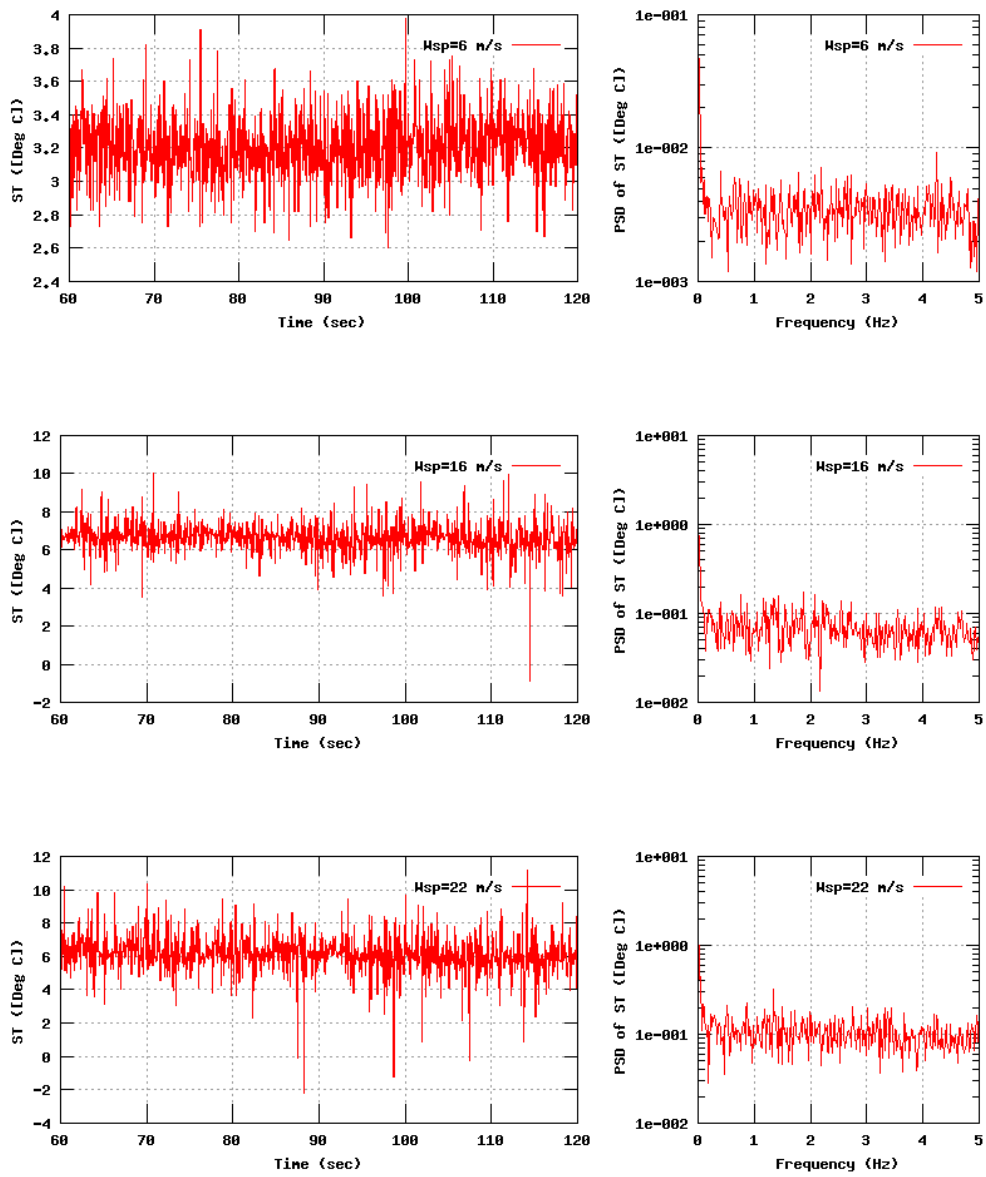 4
3.8
3.6
3.4
3.2
3
2.8
2.6
2.4
ST ([Deg C])
Wsp=6 m/s
60 70 80 90 100 110 120
Time (sec)
1e-001
1e-002
1e-003
PSD of ST ([Deg C])
Wsp=6 m/s
0 1 2 3 4 5
Frequency (Hz)
12
10
8
6
4
2
0
-2
ST ([Deg C])
Wsp=16 m/s
60 70 80 90 100 110 120
Time (sec)
1e+001
1e+000
1e-001
1e-002
PSD of ST ([Deg C])
Wsp=16 m/s
0 1 2 3 4 5
Frequency (Hz)
12
10
8
6
4
2
0
-2
-4
ST ([Deg C])
Wsp=22 m/s
60 70 80 90 100 110 120
Time (sec)
1e+001
1e+000
1e-001
1e-002
PSD of ST ([Deg C])
Wsp=22 m/s
0 1 2 3 4 5
Frequency (Hz)